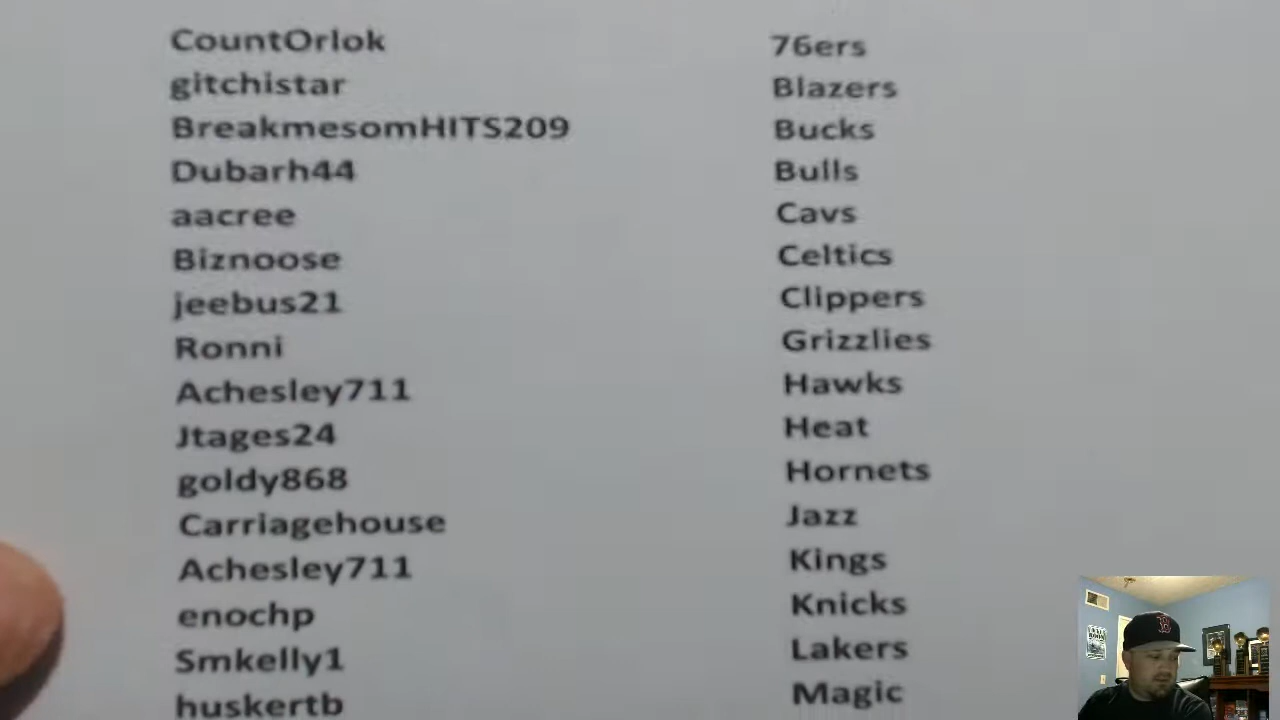 CountOrlok 76ers
gitchistar Blazers
BreakmesomHITS209 Bucks
Dubarh44 Bulls
aacree Cavs
Biznoose Celtics
jeebus21 Clippers
Ronni Grizzlies
Achesley711 Hawks
Jtages24 Heat
goldy868 Hornets
Carriagehouse Jazz
Achesley711 Kings
enochp Knicks
Smkelly1 Lakers
huskertb Magic
B